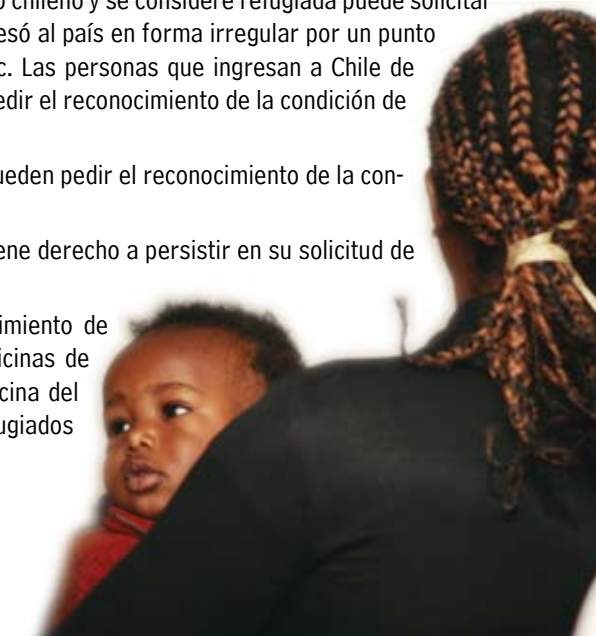 chileno y se considere refugiada puede solicitar
esó al país en forma irregular por un punto
c. Las personas que ingresan a Chile de
edir el reconocimiento de la condición de
ueden pedir el reconocimiento de la con-
ene derecho a persistir en su solicitud de
imiento de
icinas de
cina del
ugiados